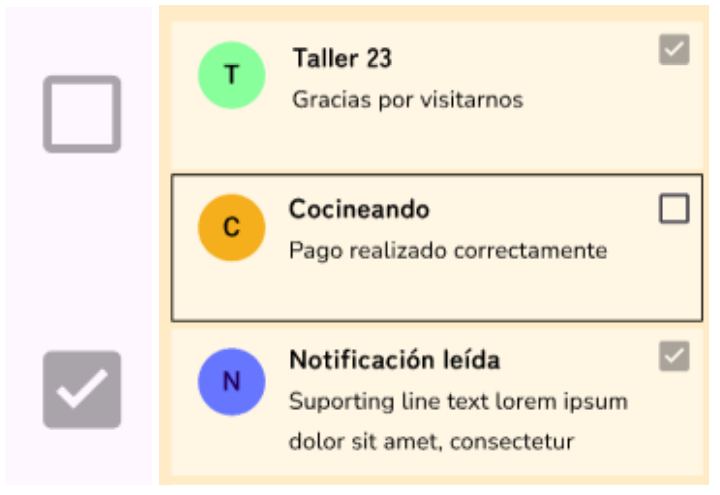 T
Taller 23
Gracias por visitarnos
C
Cocineando
Pago realizado correctamente
N
Notificación leída
Suporting line text lorem ipsum
dolor sit amet, consectetur